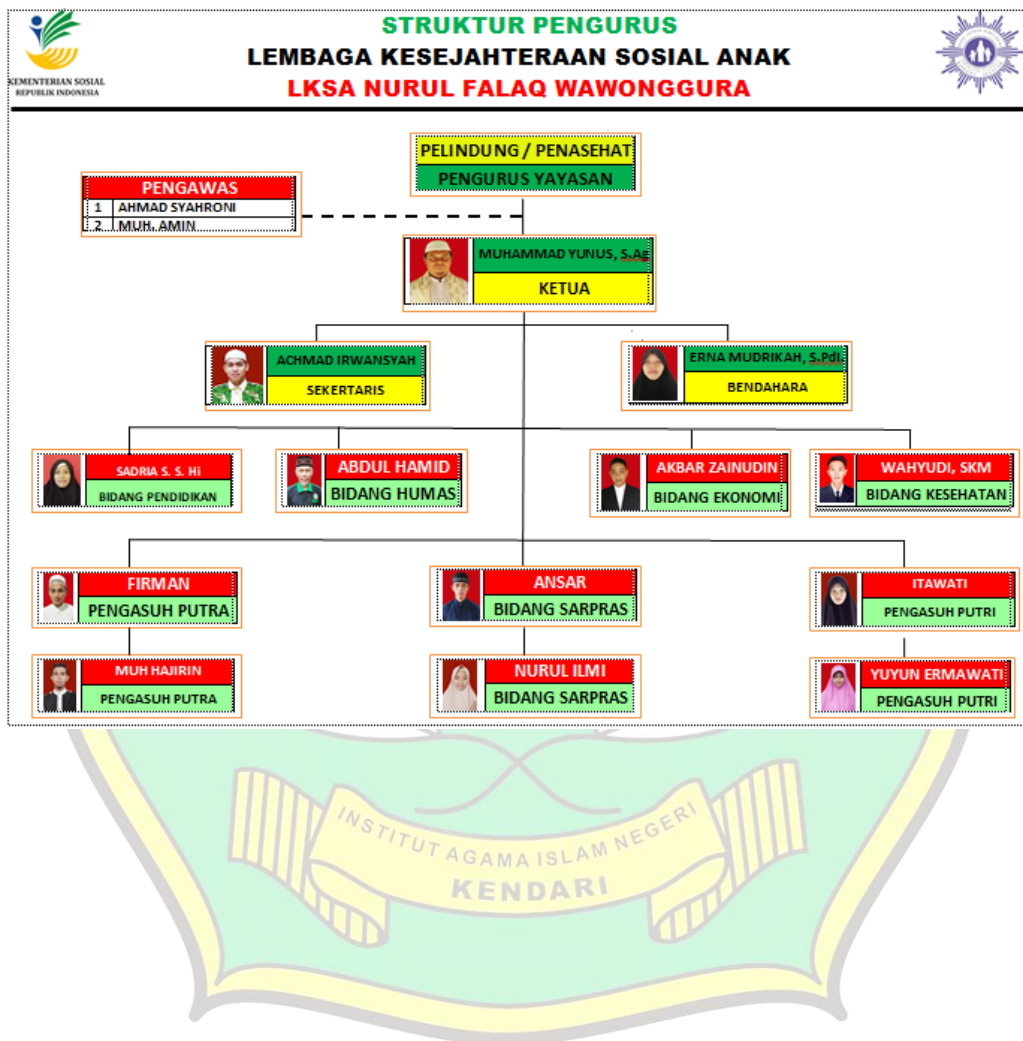 STRUKTUR PENGURUS
LEMBAGA KESEJAHTERAAN SOSIAL ANAK
LKSA NURUL FALAQ WAWONGGURA
KEMENTERIAN SOSIAL
REPUBLIK INDONESIA
PELINDUNG / PENASEHAT
PENGURUS YAYASAN
PENGAWAS
1 AHMAD SYAHRONI
2 MUH. AMIN
MUHAMMAD YUNUS, S.Ag
KETUA
ACHMAD IRWANSYAH
SEKERTARIS
ERNA MUDRIKAH, S.PdI.
BENDAHARA
SADRIA S. S. Hi
BIDANG PENDIDIKAN
ABDUL HAMID
BIDANG HUMAS
AKBAR ZAINUDIN
BIDANG EKONOMI
WAHYUDI, SKM
BIDANG KESEHATAN
FIRMAN
PENGASUH PUTRA
ANSAR
BIDANG SARPRAS
ITAWATI
PENGASUH PUTRI
MUH HAJIRIN
PENGASUH PUTRA
NURUL ILMI
BIDANG SARPRAS
YUYUN ERMAWATI
PENGASUH PUTRI
INSTITUT AGAMA ISLAM NEGERI
KENDARI